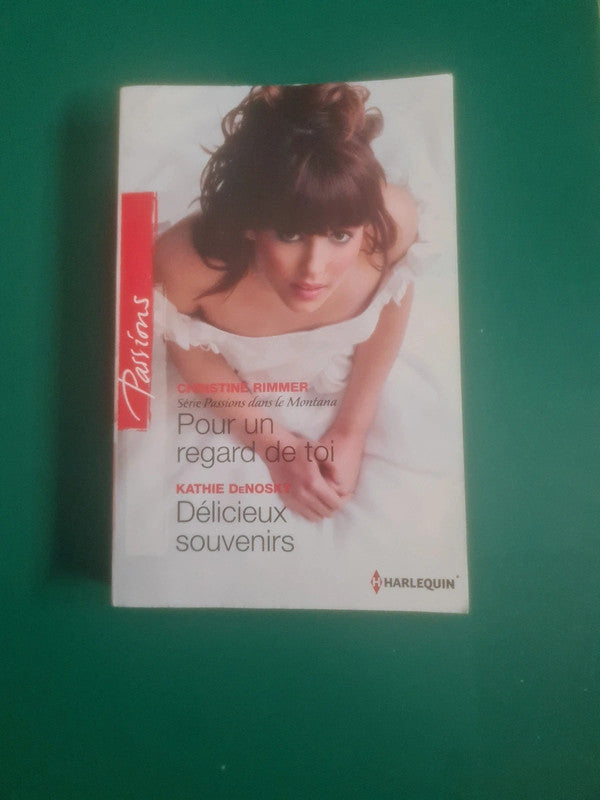 Passions
CHRISTINE RIMMER
Série Passions dans le Montana
Pour un
regard de toi
KATHIE DENOSKY
Délicieux
souvenirs
HARLEQUIN